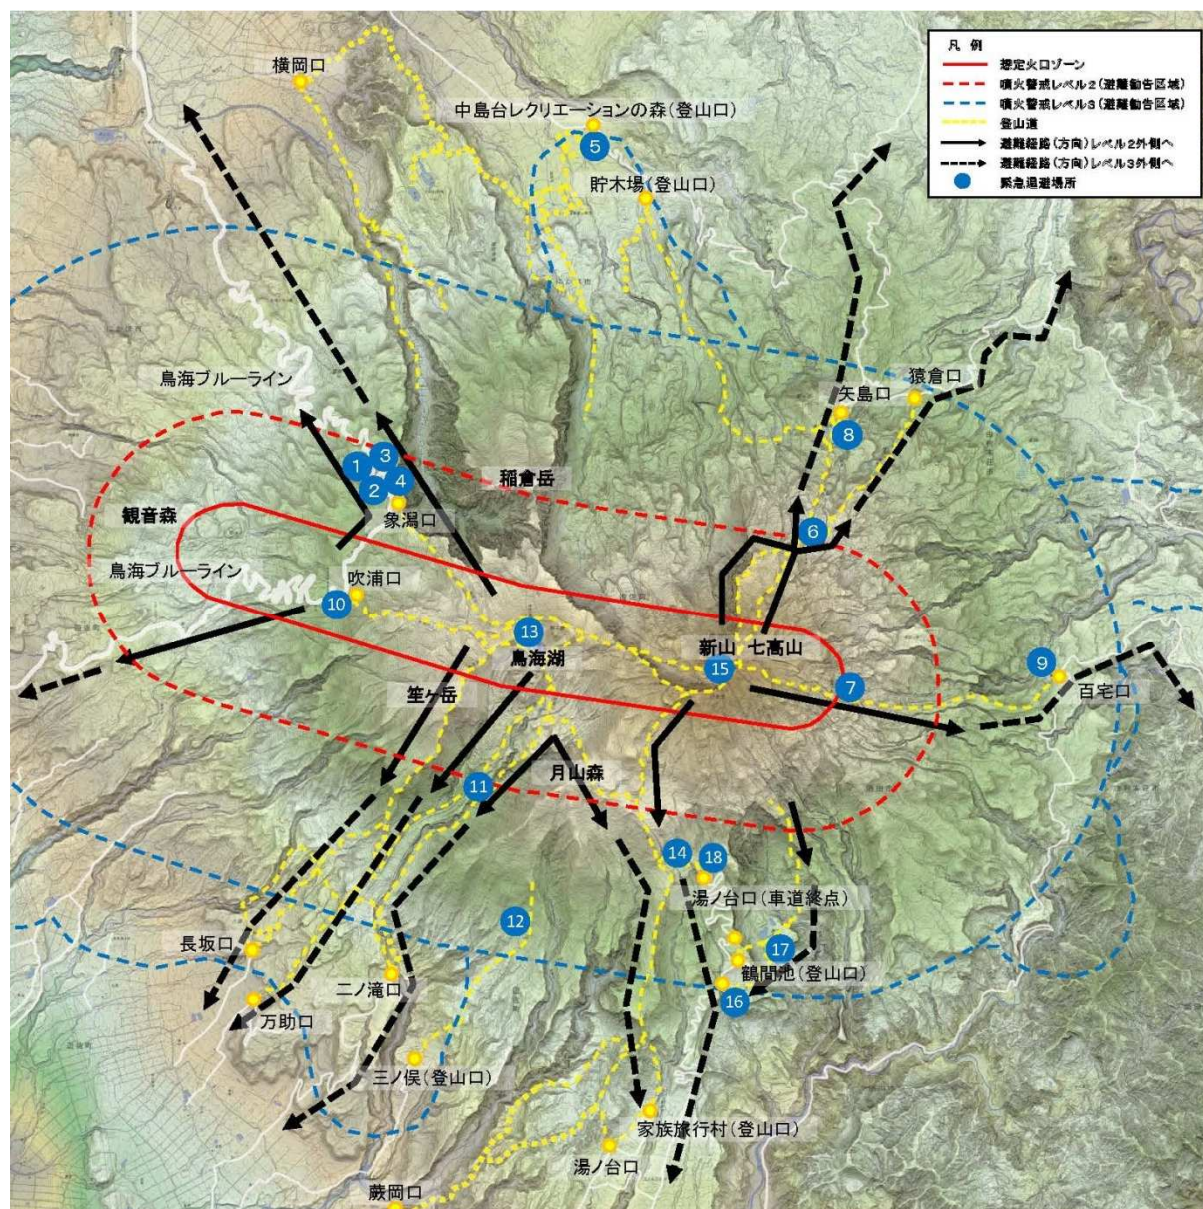 凡 例
想定火口ゾーン
噴火警戒レベル2(避難勧告区域)
噴火警戒レベル3(避難勧告区域)
登山道
避難経路(方向)レベル2外側へ
避難経路(方向)レベル3外側へ
緊急退避場所
横岡口
中島台レクリエーションの森(登山口)
5
貯木場(登山口)
鳥海ブルーライン
猿倉口
矢島口
8
3
1
4
2
稲倉岳
象潟口
観音森
6
鳥海ブルーライン
吹浦口
10
13
鳥海湖
新山
七高山
15
9
7
百宅口
笙ヶ岳
月山森
11
14
18
湯ノ台口(車道終点)
12
長坂口
17
鶴間池(登山口)
二ノ滝口
万助口
16
三ノ俣(登山口)
家族旅行村(登山口)
湯ノ台口
蕨岡口